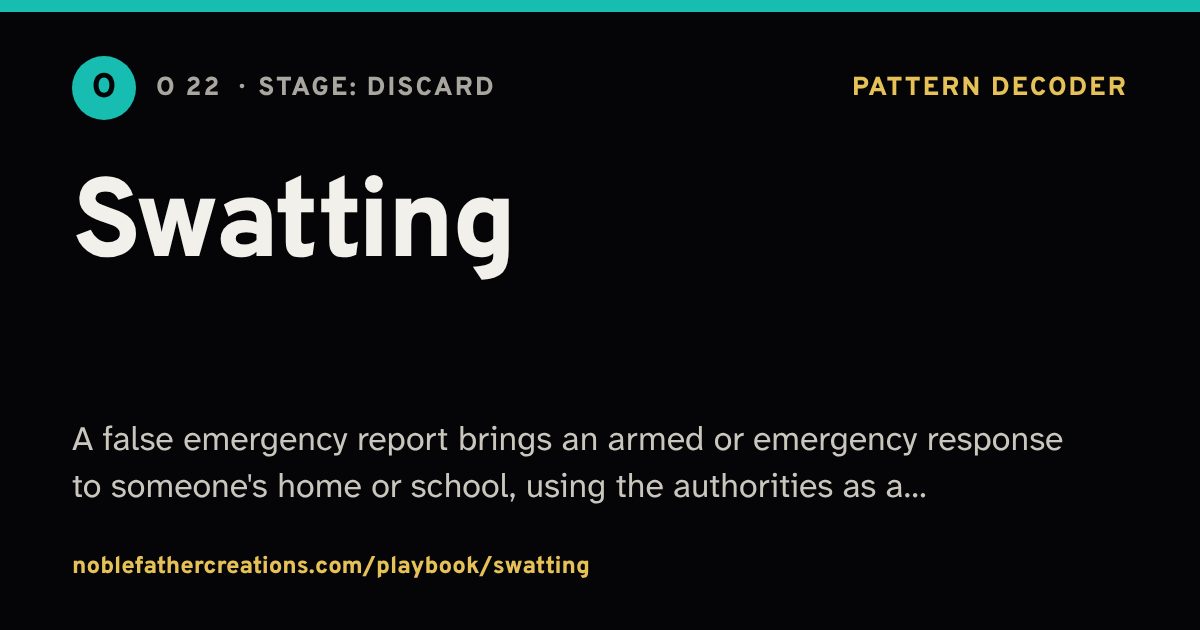 O O 22 · STAGE: DISCARD PATTERN DECODER
Swatting
A false emergency report brings an armed or emergency response
to someone's home or school, using the authorities as a...
noblefathercreations.com/playbook/swatting